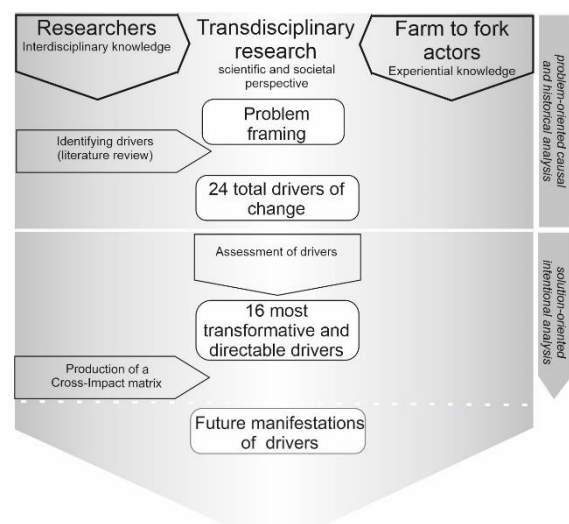 Researchers
Interdisciplinary knowledge
Transdisciplinary
research
scientific and societal
perspective
Farm to fork
actors
Experiential knowledge
problem-oriented causal
and historical analysis
Problem
framing
Identifying drivers
(literature review)
24 total drivers of
change
Assessment of drivers
solution-oriented
intentional analysis
16 most
transformative and
directable drivers
Production of a
Cross-Impact matrix
Future manifestations
of drivers